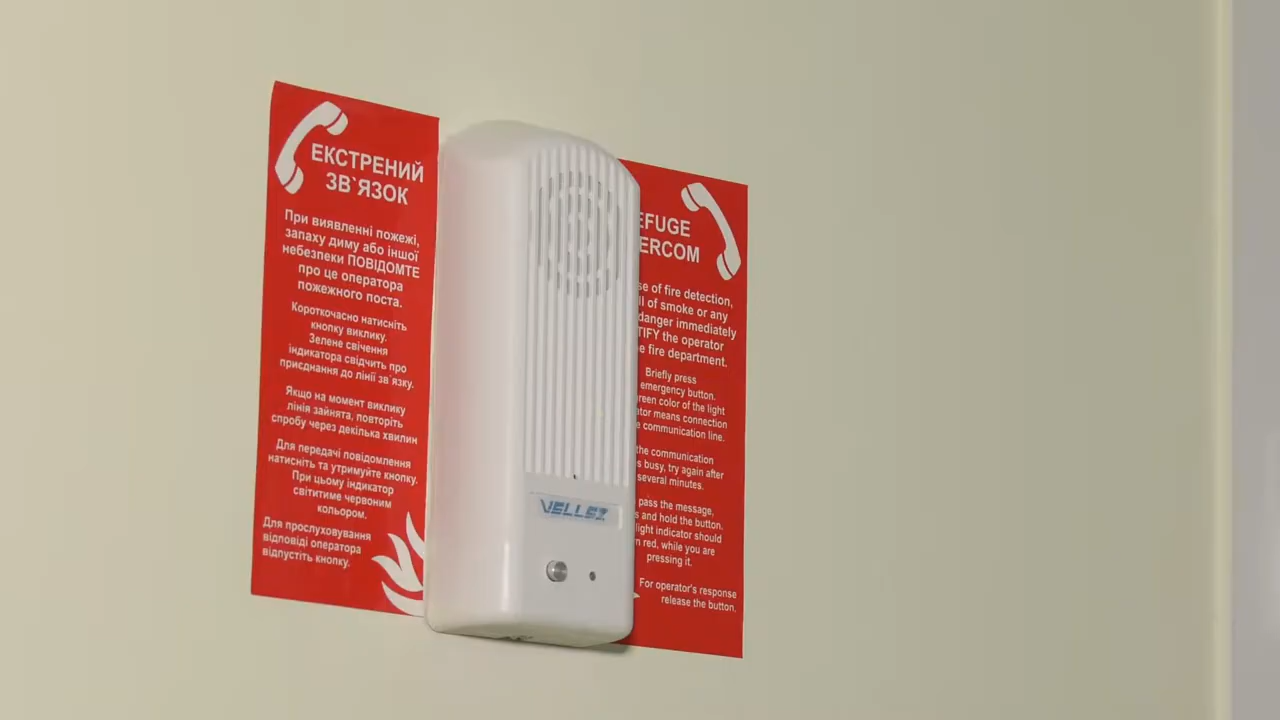 ЕКСТРЕНИЙ
ЗВ`ЯЗОК
При виявленні пожежі,
запаху диму або іншої
небезпеки ПОВІДОМТЕ
про це оператора
пожежного поста.
Короткочасно натисніть
кнопку виклику.
Зелене свічення
індикатора свідчить про
приєднання до лінії зв`язку.
Якщо на момент виклику
лінія зайнята, повторіть
спробу через декілька хвилин
Для передачі повідомлення
натисніть та утримуйте кнопку.
При цьому індикатор
світитиме червоним
кольором.
Для прослуховування
відповіді оператора
відпустіть кнопку.
VELLEZ
EFUGE
ERCOM
se of fire detection,
ll of smoke or any
danger immediately
TIFY the operator
e fire department.
Briefly press
emergency button.
reen color of the light
ator means connection
e communication line.
the communication
s busy, try again after
several minutes.
pass the message,
s and hold the button.
light indicator should
n red, while you are
pressing it.
For operator's response
release the button.